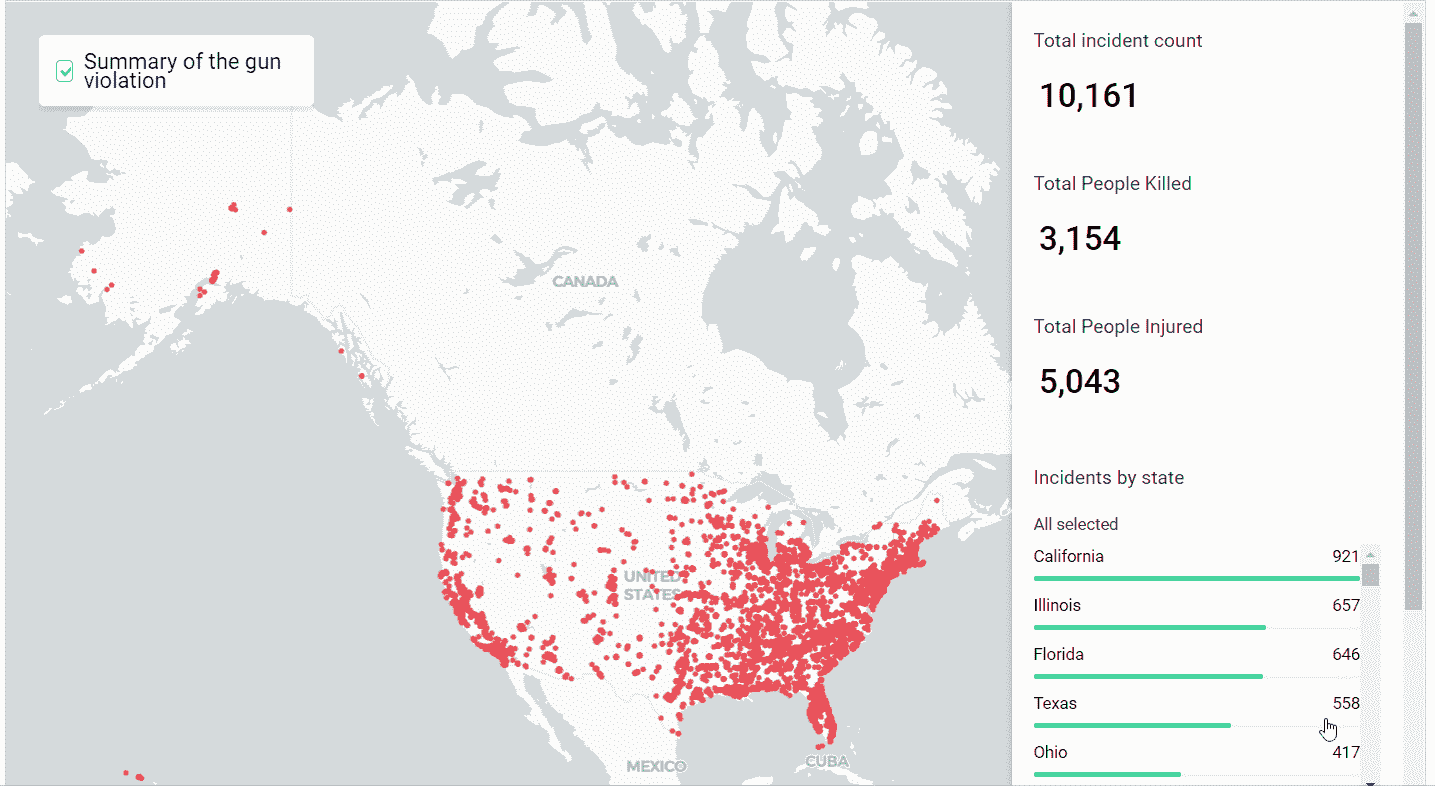 Summary of the gun
violation
CANADA
UNITED
STATES
MEXICO
CUBA
Total incident count
10,161
Total People Killed
3,154
Total People Injured
5,043
Incidents by state
All selected
California 921
Illinois 657
Florida 646
Texas 558
Ohio 417